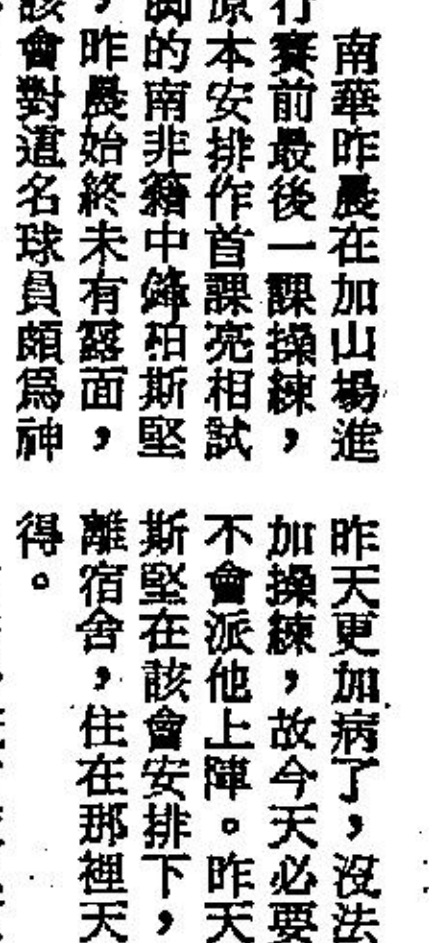 南華昨晨在加山場進
行賽前最後一課操練，
原本安排作首課亮相試
脚的南非籍中鋒柏斯堅
，昨晨始終未有露面，
該會對這名球員頗爲神
昨天更加病了，沒法
加操練，故今天必要
不會派他上陣。昨天
斯堅在該會安排下，
離宿舍，住在那裡天
得。